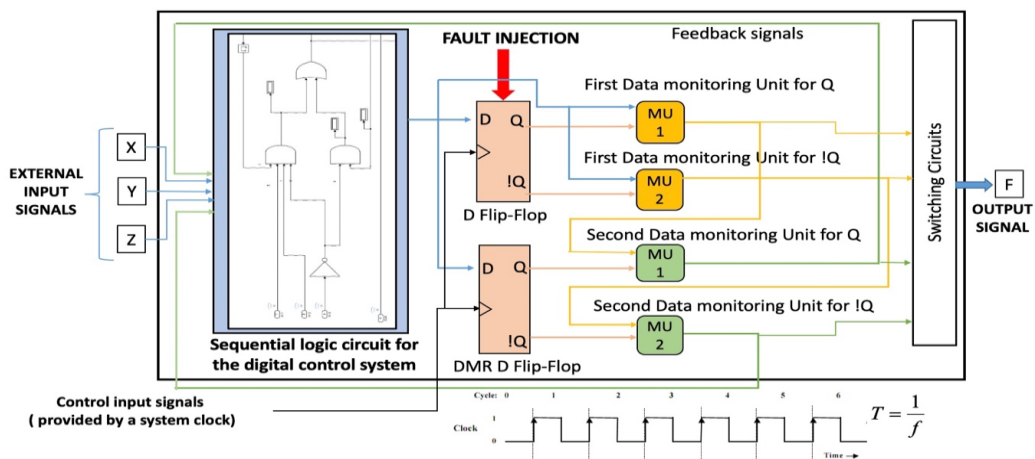 FAULT INJECTION
Feedback signals
First Data monitoring Unit for Q
D
Q
!Q
D Flip-Flop
MU
1
First Data monitoring Unit for !Q
MU
2
EXTERNAL
INPUT
SIGNALS
X
Y
Z
Second Data monitoring Unit for Q
MU
1
D
Q
!Q
DMR D Flip-Flop
Second Data monitoring Unit for !Q
MU
2
Switching Circuits
F
OUTPUT
SIGNAL
Sequential logic circuit for
the digital control system
Control input signals
( provided by a system clock)
Cycle: 0 1 2 3 4 5 6
Clock
1
0
Time
T = 1/f